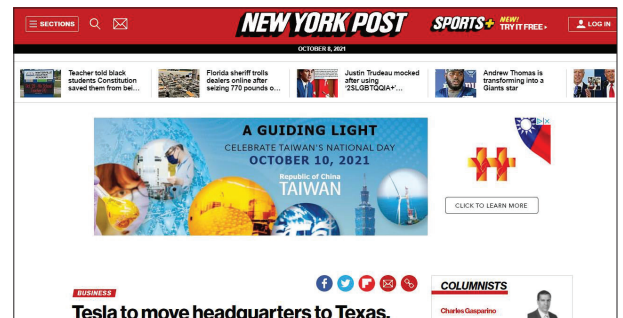 SECTIONS
NEW YORK POST
SPORTS+ NEW!
TRY IT FREE
LOG IN
OCTOBER 8, 2021
Teacher told black
students Constitution
saved them from bei...
Florida sheriff trolls
dealers online after
seizing 770 pounds o...
Justin Trudeau mocked
after using
'2SLGBTQQIA+'...
Andrew Thomas is
transforming into a
Giants star
A GUIDING LIGHT
CELEBRATE TAIWAN'S NATIONAL DAY
OCTOBER 10, 2021
Republic of China
TAIWAN
CLICK TO LEARN MORE
BUSINESS
Tesla to move headquarters to Texas,
COLUMNISTS
Charles Gasparino